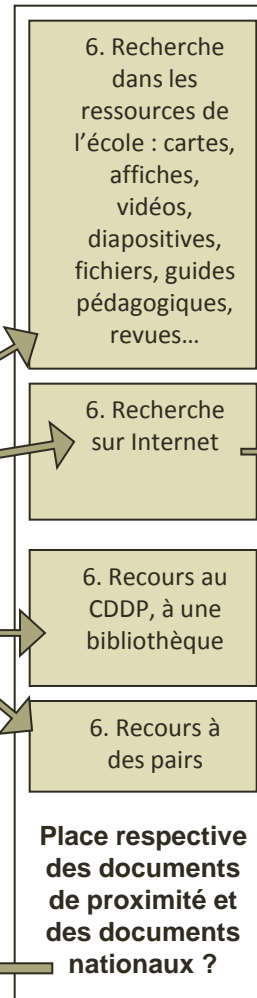 6. Recherche
dans les
ressources de
l’école : cartes,
affiches,
vidéos,
diapositives,
fichiers, guides
pédagogiques,
revues…
6. Recherche
sur Internet
6. Recours au
CDDP, à une
bibliothèque
6. Recours à
des pairs
Place respective
des documents
de proximité et
des documents
nationaux ?